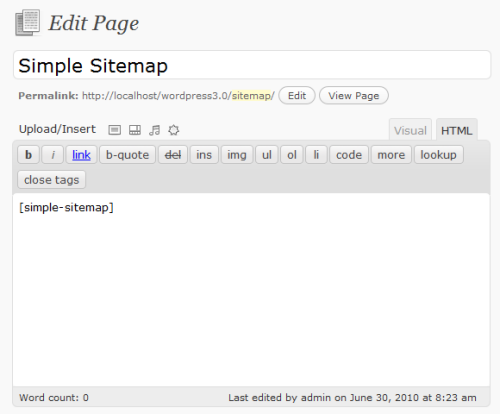 Edit Page
Simple Sitemap
Permalink: http://localhost/wordpress3.0/sitemap/ Edit View Page
Upload/Insert Visual HTML
b i link b-quote del ins img ul ol li code more lookup
close tags
[simple-sitemap]
Word count: 0 Last edited by admin on June 30, 2010 at 8:23 am